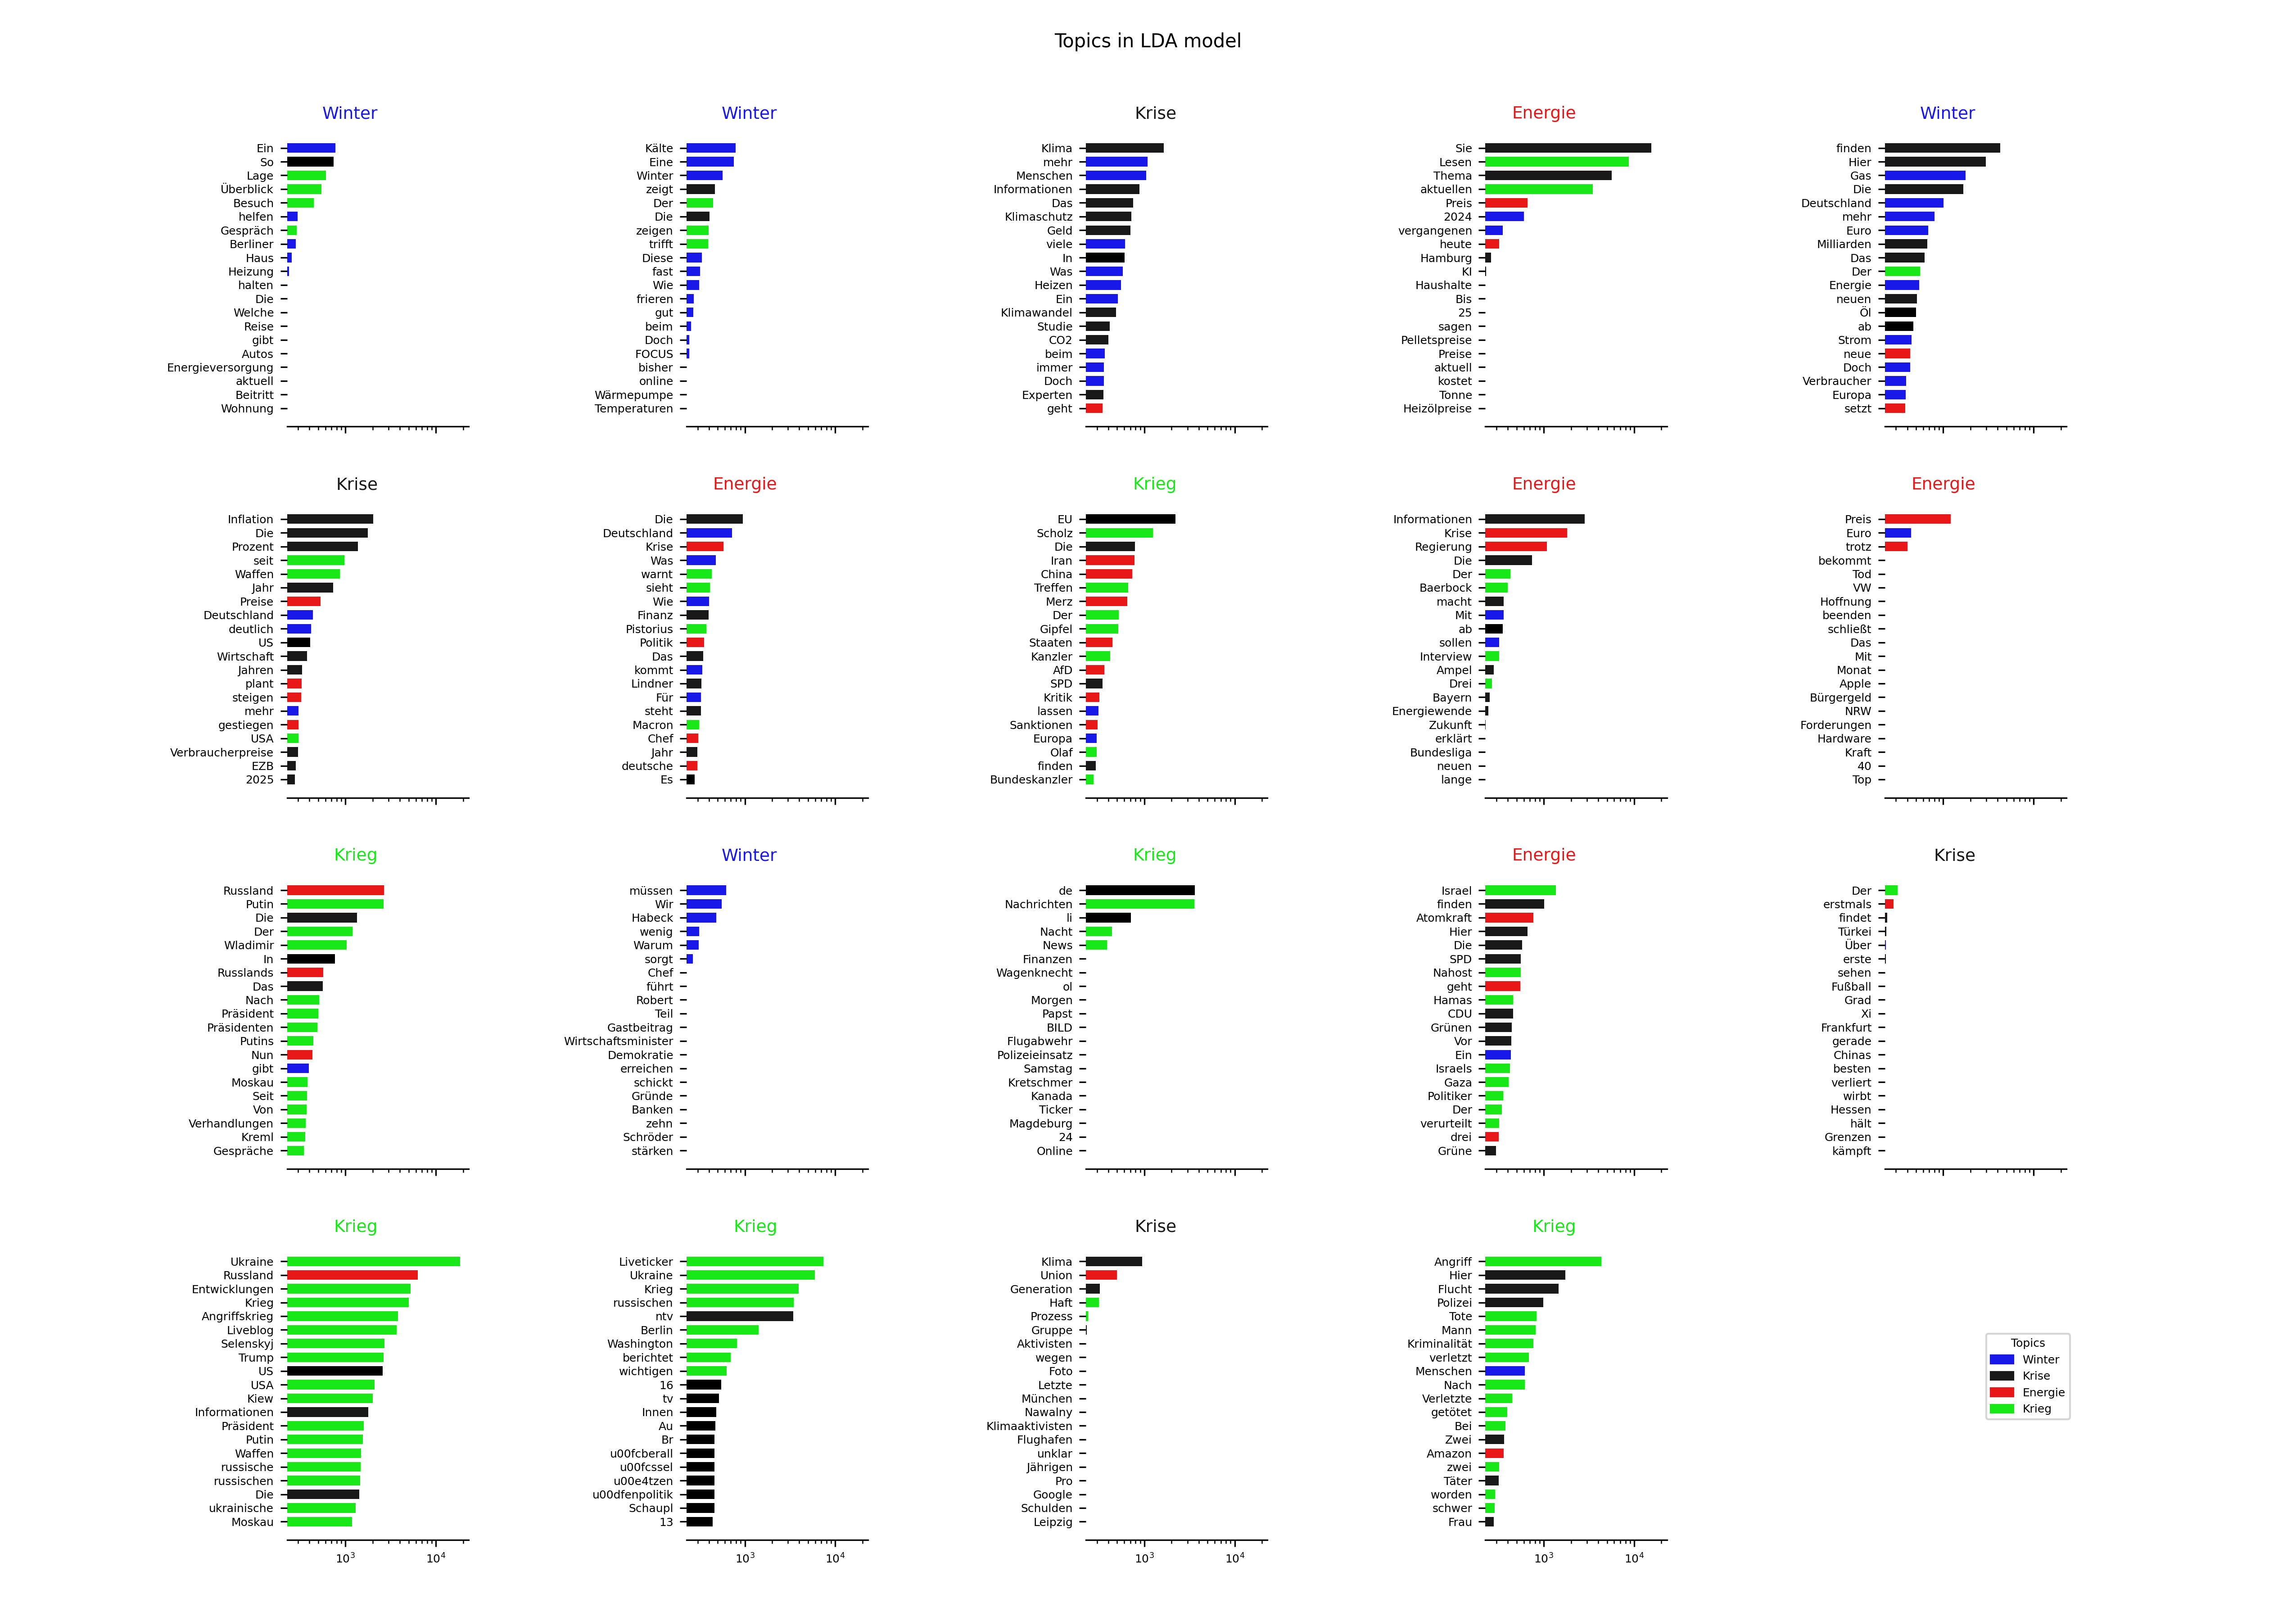 Topics in LDA model
Winter
Ein
So
Lage
Überblick
Besuch
helfen
Gespräch
Berliner
Haus
Heizung
halten
Die
Welche
Reise
gibt
Autos
Energieversorgung
aktuell
Beitritt
Wohnung
Winter
Kälte
Eine
Winter
zeigt
Der
Die
zeigen
trifft
Diese
fast
Wie
frieren
gut
beim
Doch
FOCUS
bisher
online
Wärmepumpe
Temperaturen
Krise
Klima
mehr
Menschen
Informationen
Das
Klimaschutz
Geld
viele
In
Was
Heizen
Ein
Klimawandel
Studie
CO2
beim
immer
Doch
Experten
geht
Energie
Sie
Lesen
Thema
aktuellen
Preis
2024
vergangenen
heute
Hamburg
KI
Haushalte
Bis
25
sagen
Pelletspreise
Preise
aktuell
kostet
Tonne
Heizölpreise
Winter
finden
Hier
Gas
Die
Deutschland
mehr
Euro
Milliarden
Das
Der
Energie
neuen
Öl
ab
Strom
neue
Doch
Verbraucher
Europa
setzt
Krise
Inflation
Die
Prozent
seit
Waffen
Jahr
Preise
Deutschland
deutlich
US
Wirtschaft
Jahren
plant
steigen
mehr
gestiegen
USA
Verbraucherpreise
EZB
2025
Energie
Die
Deutschland
Krise
Was
warnt
sieht
Wie
Finanz
Pistorius
Politik
Das
kommt
Lindner
Für
steht
Macron
Chef
Jahr
deutsche
Es
Krieg
EU
Scholz
Die
Iran
China
Treffen
Merz
Der
Gipfel
Staaten
Kanzler
AfD
SPD
Kritik
lassen
Sanktionen
Europa
Olaf
finden
Bundeskanzler
Energie
Informationen
Krise
Regierung
Die
Der
Baerbock
macht
Mit
ab
sollen
Interview
Ampel
Drei
Bayern
Energiewende
Zukunft
erklärt
Bundesliga
neuen
lange
Energie
Preis
Euro
trotz
bekommt
Tod
VW
Hoffnung
beenden
schließt
Das
Mit
Monat
Apple
Bürgergeld
NRW
Forderungen
Hardware
Kraft
40
Top
Krieg
Russland
Putin
Die
Der
Wladimir
In
Russlands
Das
Nach
Präsident
Präsidenten
Putins
Nun
gibt
Moskau
Seit
Von
Verhandlungen
Kreml
Gespräche
Winter
müssen
Wir
Habeck
wenig
Warum
sorgt
Chef
führt
Robert
Teil
Gastbeitrag
Wirtschaftsminister
Demokratie
erreichen
schickt
Gründe
Banken
zehn
Schröder
stärken
Krieg
de
Nachrichten
li
Nacht
News
Finanzen
Wagenknecht
ol
Morgen
Papst
BILD
Flugabwehr
Polizeieinsatz
Samstag
Kretschmer
Kanada
Ticker
Magdeburg
24
Online
Energie
Israel
finden
Atomkraft
Hier
Die
SPD
Nahost
geht
Hamas
CDU
Grünen
Vor
Ein
Israels
Gaza
Politiker
Der
verurteilt
drei
Grüne
Krise
Der
erstmals
findet
Türkei
Über
erste
sehen
Fußball
Grad
Xi
Frankfurt
gerade
Chinas
besten
verliert
wirbt
Hessen
hält
Grenzen
kämpft
Krieg
Ukraine
Russland
Entwicklungen
Krieg
Angriffskrieg
Liveblog
Selenskyj
Trump
US
USA
Kiew
Informationen
Präsident
Putin
Waffen
russische
russischen
Die
ukrainische
Moskau
10³
10⁴
Krieg
Liveticker
Ukraine
Krieg
russischen
ntv
Berlin
Washington
berichtet
wichtigen
16
tv
Innen
Au
Br
u00fcberall
u00fcssel
u00e4tzen
u00dfenpolitik
Schaupl
13
10³
10⁴
Krise
Klima
Union
Generation
Haft
Prozess
Gruppe
Aktivisten
wegen
Foto
Letzte
München
Nawalny
Klimaaktivisten
Flughafen
unklar
Jährigen
Pro
Google
Schulden
Leipzig
10³
10⁴
Krieg
Angriff
Hier
Flucht
Polizei
Tote
Mann
Kriminalität
verletzt
Menschen
Nach
Verletzte
getötet
Bei
Zwei
Amazon
zwei
Täter
worden
schwer
Frau
10³
10⁴
Topics
Winter
Krise
Energie
Krieg